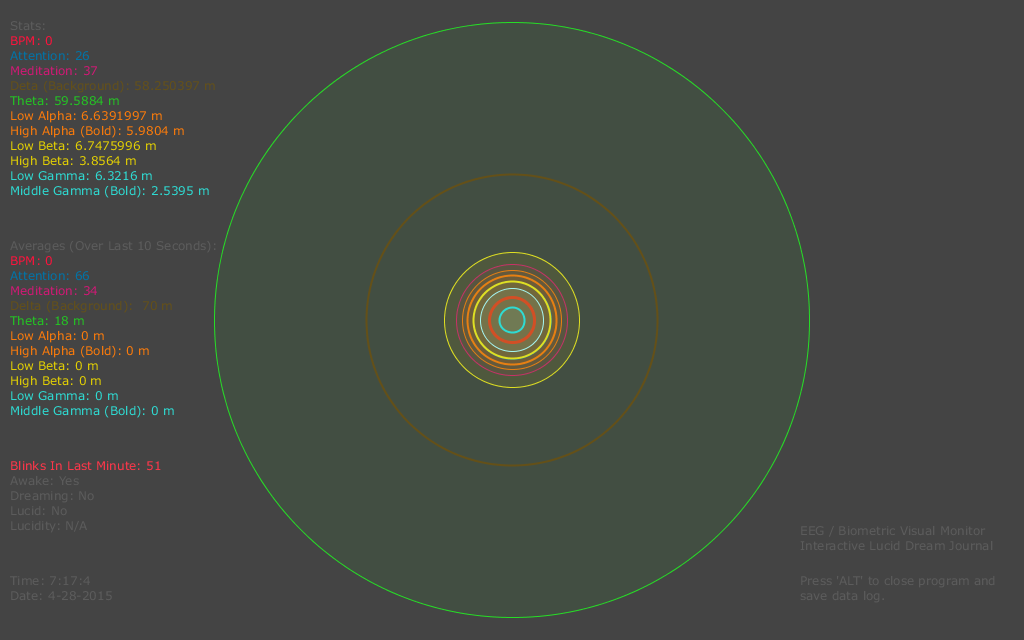 Stats:
BPM: 0
Attention: 26
Meditation: 37
Delta (Background): 58.250397 m
Theta: 59.5884 m
Low Alpha: 6.6391997 m
High Alpha (Bold): 5.9804 m
Low Beta: 6.7475996 m
High Beta: 3.8564 m
Low Gamma: 6.3216 m
Middle Gamma (Bold): 2.5395 m
Averages (Over Last 10 Seconds):
BPM: 0
Attention: 66
Meditation: 34
Delta (Background):  70 m
Theta: 18 m
Low Alpha: 0 m
High Alpha (Bold): 0 m
Low Beta: 0 m
High Beta: 0 m
Low Gamma: 0 m
Middle Gamma (Bold): 0 m
Blinks In Last Minute: 51
Awake: Yes
Dreaming: No
Lucid: No
Lucidity: N/A
Time: 7:17:4
Date: 4-28-2015
EEG / Biometric Visual Monitor
Interactive Lucid Dream Journal
Press 'ALT' to close program and
save data log.